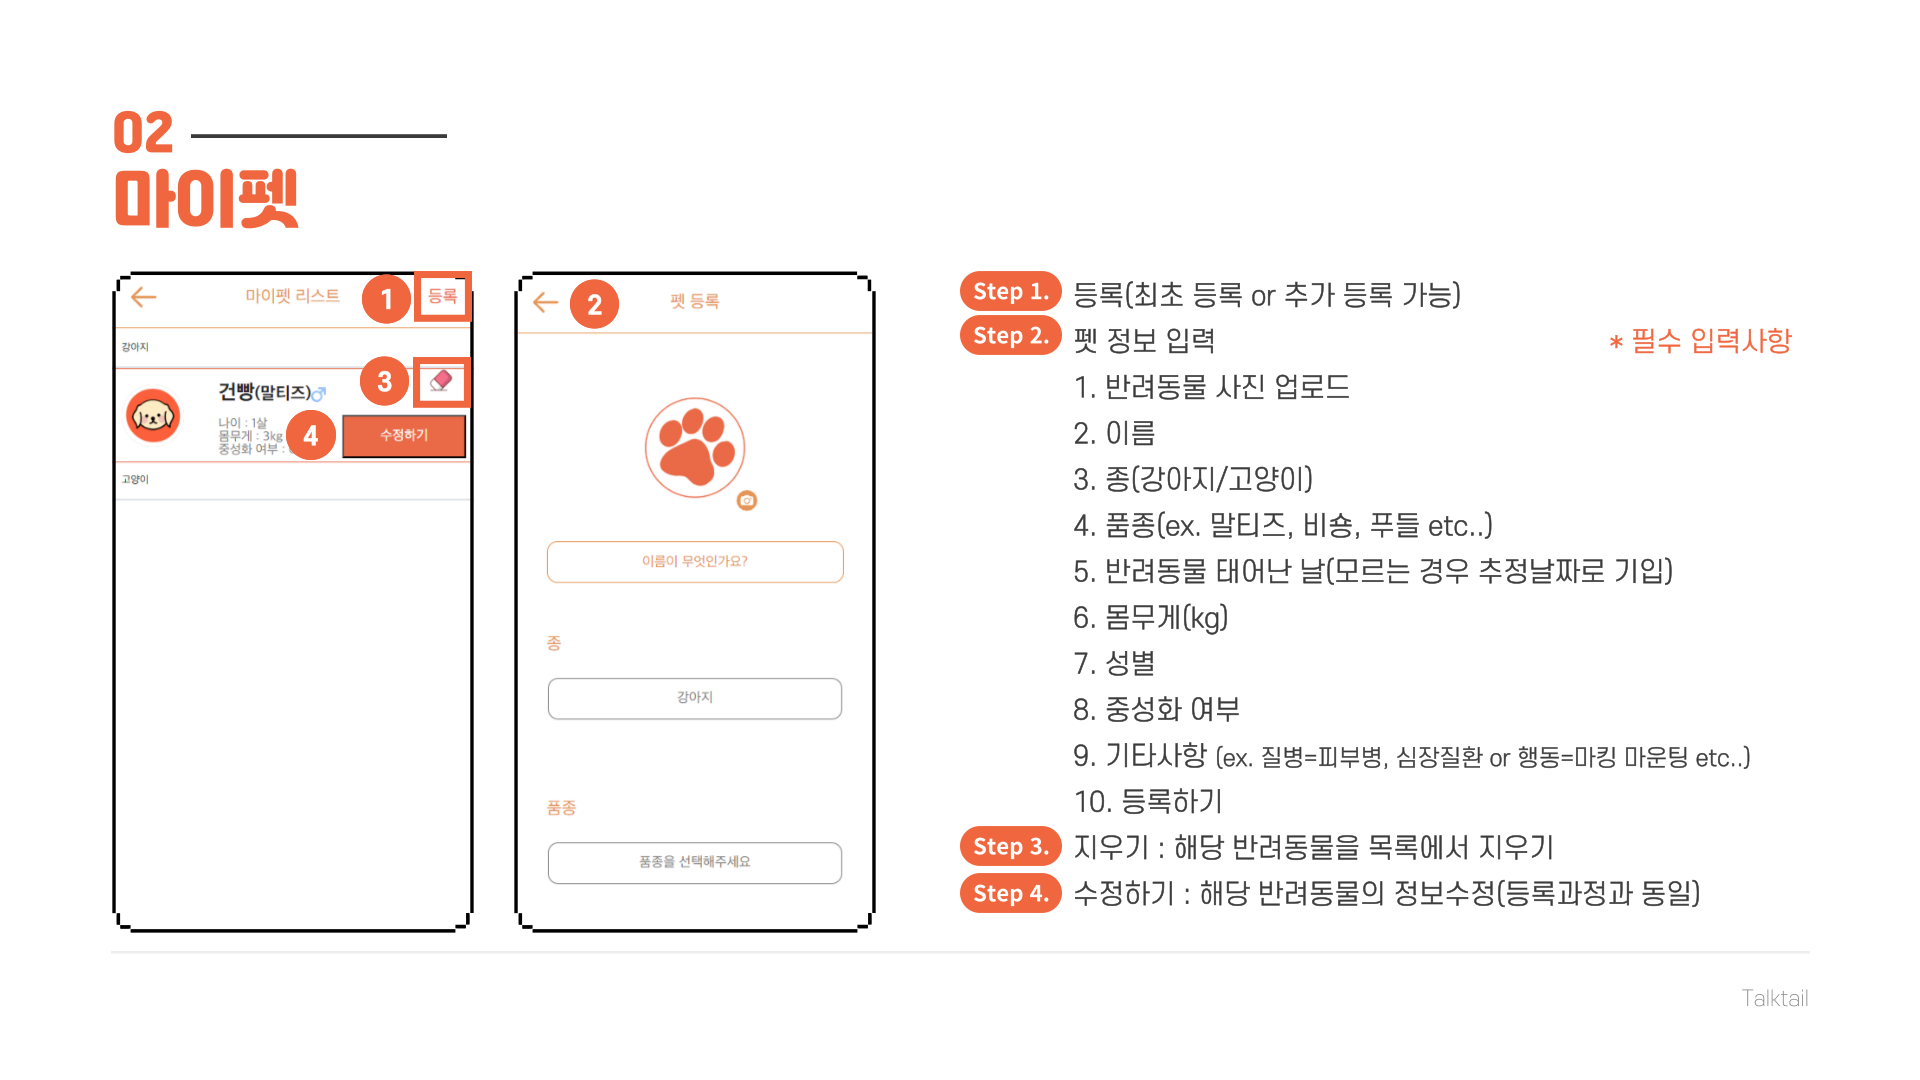 02
마이펫
마이펫 리스트
1
등록
강아지
3
건빵(말티즈)
나이 : 1살
몸무게 : 3kg
중성화 여부 :
4
수정하기
고양이
2
펫 등록
이름이 무엇인가요?
종
강아지
품종
품종을 선택해주세요
Step 1. 등록(최초 등록 or 추가 등록 가능)
Step 2. 펫 정보 입력 * 필수 입력사항
1. 반려동물 사진 업로드
2. 이름
3. 종(강아지/고양이)
4. 품종(ex. 말티즈, 비숑, 푸들 etc..)
5. 반려동물 태어난 날(모르는 경우 추정날짜로 기입)
6. 몸무게(kg)
7. 성별
8. 중성화 여부
9. 기타사항 (ex. 질병=피부병, 심장질환 or 행동=마킹 마운팅 etc..)
10. 등록하기
Step 3. 지우기 : 해당 반려동물을 목록에서 지우기
Step 4. 수정하기 : 해당 반려동물의 정보수정(등록과정과 동일)
Talktail